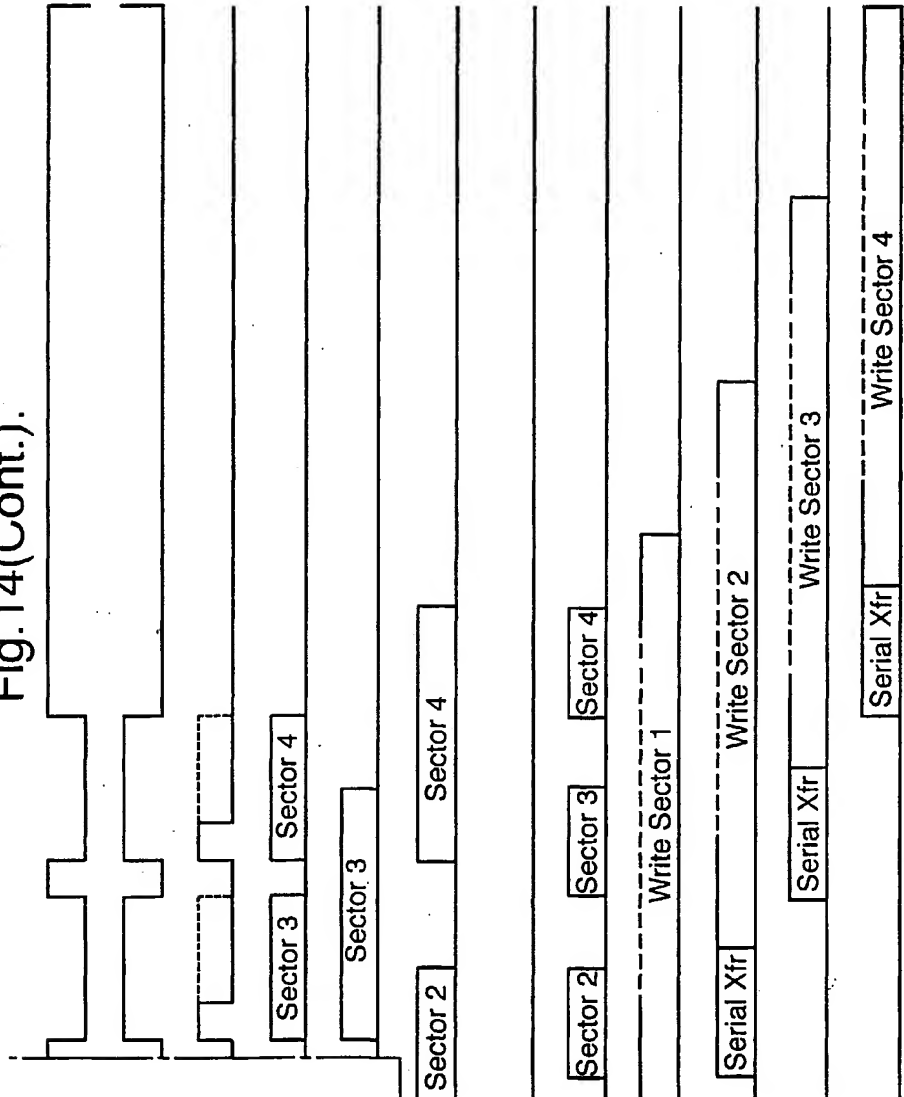 Fig. 14(Cont.).
Sector 3
Sector 4
Sector 3
Sector 2
Sector 4
Sector 2
Sector 3
Sector 4
Write Sector 1
Serial Xfr
Write Sector 2
Serial Xfr
Write Sector 3
Serial Xfr
Write Sector 4